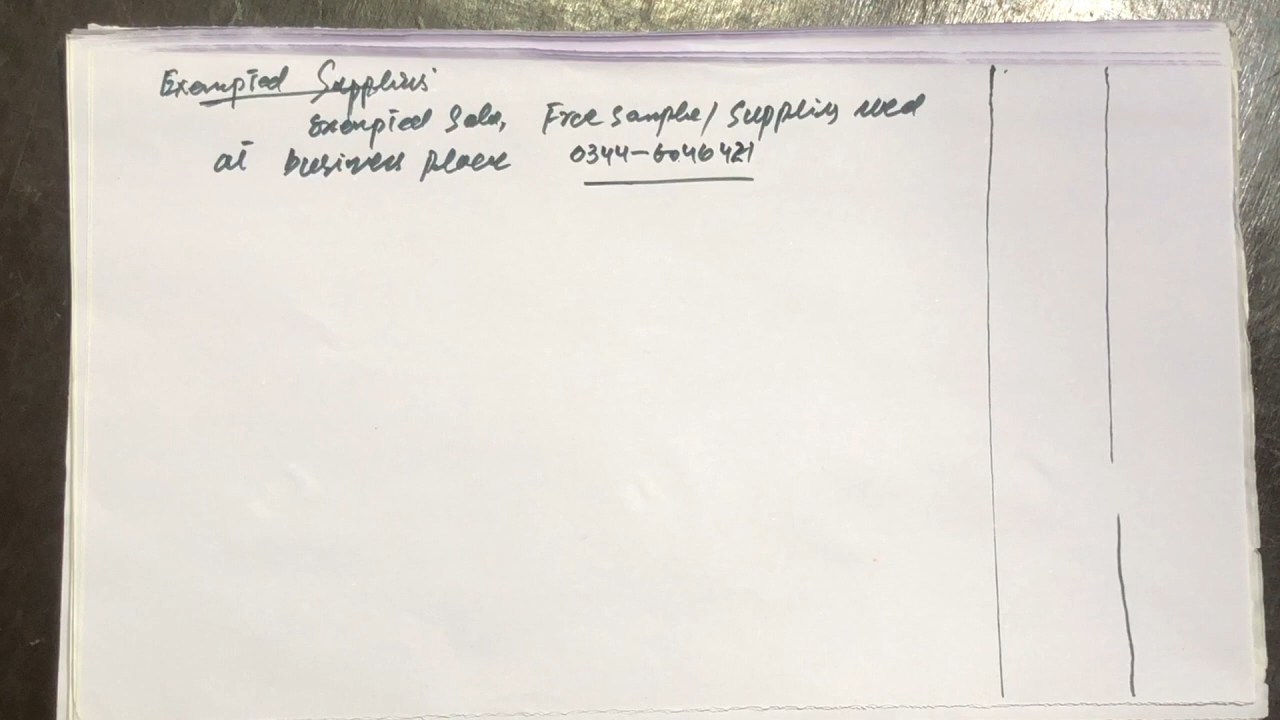 Exempted Supplies
Exempted Sale, Free Sample/Supplies used
at business place 0344-6046421